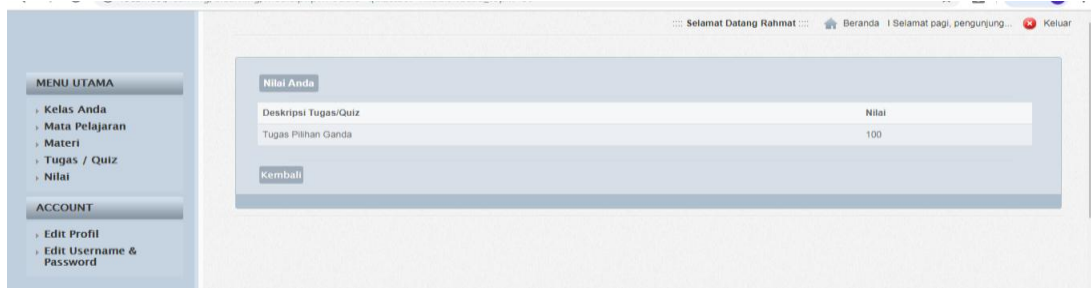 :::: Selamat Datang Rahmat :::: Beranda | Selamat pagi, pengunjung... Keluar
MENU UTAMA
Kelas Anda
Mata Pelajaran
Materi
Tugas / Quiz
Nilai
ACCOUNT
Edit Profil
Edit Username &
Password
Nilai Anda
Deskripsi Tugas/Quiz Nilai
Tugas Pilihan Ganda 100
Kembali